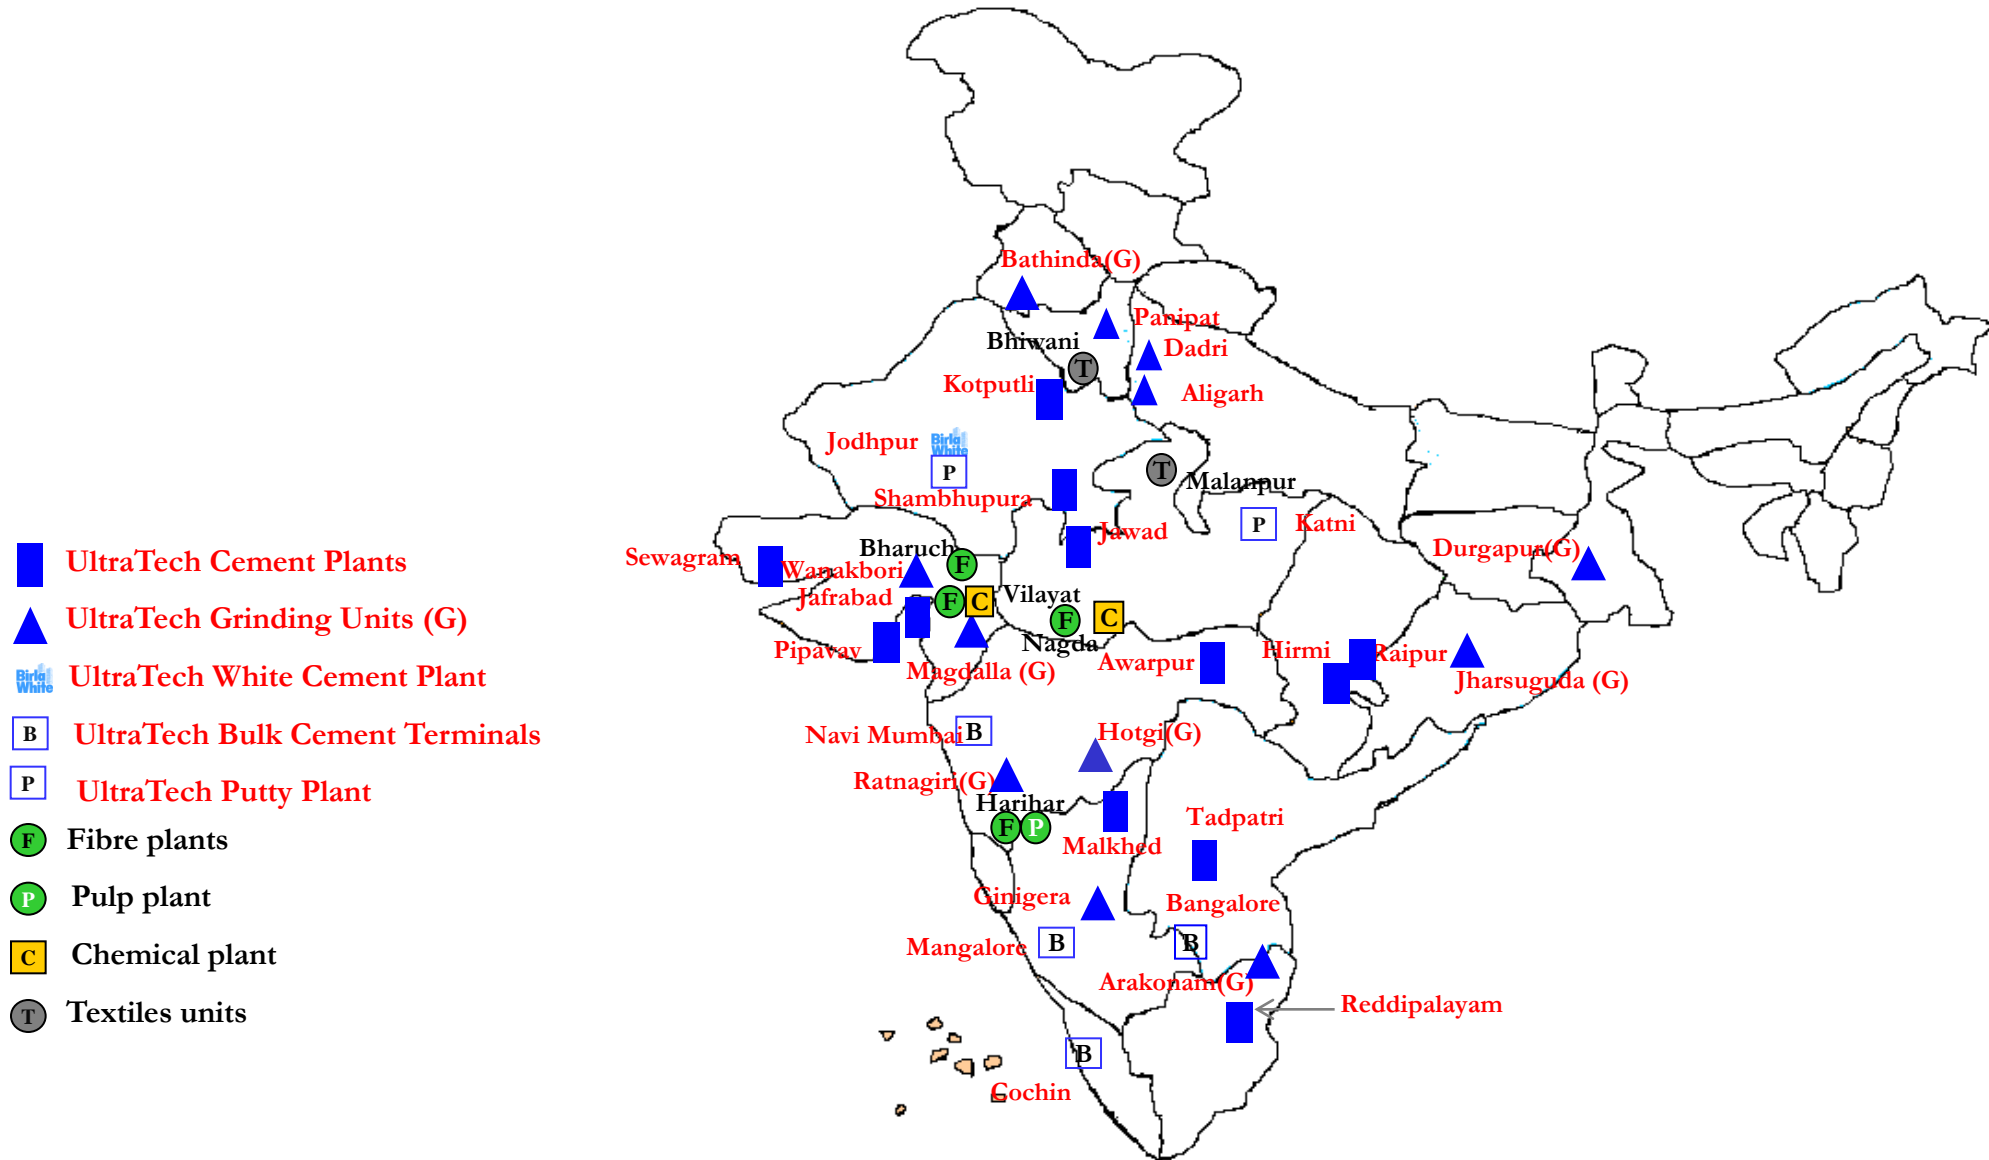 Bathinda(G)
Panipat
Bhiwani
Dadri
T
Kotputli
Aligarh
Jodhpur
Birla
White
P
T
Malanpur
Shambhupura
P
Katni
Jawad
Sewagram
Bharuch
F
Durgapur(G)
Wanakbori
Jafrabad
F
C
Vilayat
F
C
Nagda
Pipavav
Magdalla (G)
Awarpur
Hirmi
Raipur
Jharsuguda (G)
Navi Mumbai
B
Hotgi(G)
Ratnagiri(G)
Harihar
F
P
Malkhed
Tadpatri
Ginigera
Bangalore
Mangalore
B
B
Arakonam(G)
Reddipalayam
B
Cochin
UltraTech Cement Plants
UltraTech Grinding Units (G)
Birla
White
UltraTech White Cement Plant
B
UltraTech Bulk Cement Terminals
P
UltraTech Putty Plant
F
Fibre plants
P
Pulp plant
C
Chemical plant
T
Textiles units